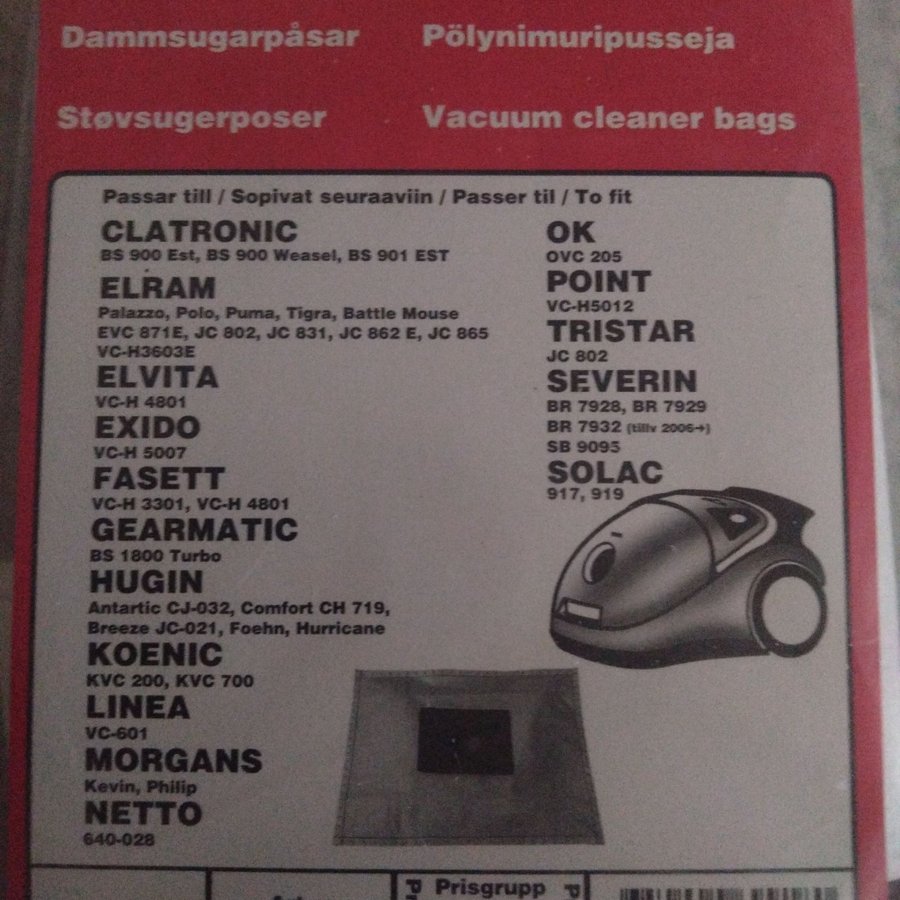 Dammsugarpåsar
Pölynimuripusseja
Støvsugerposer
Vacuum cleaner bags
Passar till / Sopivat seuraaviin / Passer til / To fit
CLATRONIC
BS 900 Est, BS 900 Weasel, BS 901 EST
ELRAM
Palazzo, Polo, Puma, Tigra, Battle Mouse
EVC 871E, JC 802, JC 831, JC 862 E, JC 865
VC-H3603E
ELVITA
VC-H 4801
EXIDO
VC-H 5007
FASETT
VC-H 3301, VC-H 4801
GEARMATIC
BS 1800 Turbo
HUGIN
Antartic CJ-032, Comfort CH 719,
Breeze JC-021, Foehn, Hurricane
KOENIC
KVC 200, KVC 700
LINEA
VC-601
MORGANS
Kevin, Philip
NETTO
640-028
OK
OVC 205
POINT
VC-H5012
TRISTAR
JC 802
SEVERIN
BR 7928, BR 7929
BR 7932 (tillv 2006→)
SB 9095
SOLAC
917, 919
Prisgrupp